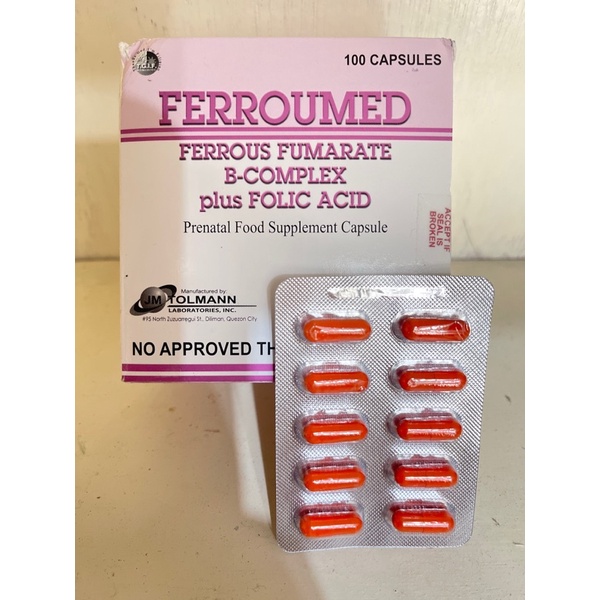 100 CAPSULES
FERROUMED
FERROUS FUMARATE
B-COMPLEX
plus FOLIC ACID
Prenatal Food Supplement Capsule
ACCEPT IF
SEAL IS
BROKEN
Manufactured by:
JM TOLMANN
LABORATORIES, INC.
#95 North Zuzuarregui St., Diliman, Quezon City
NO APPROVED TH